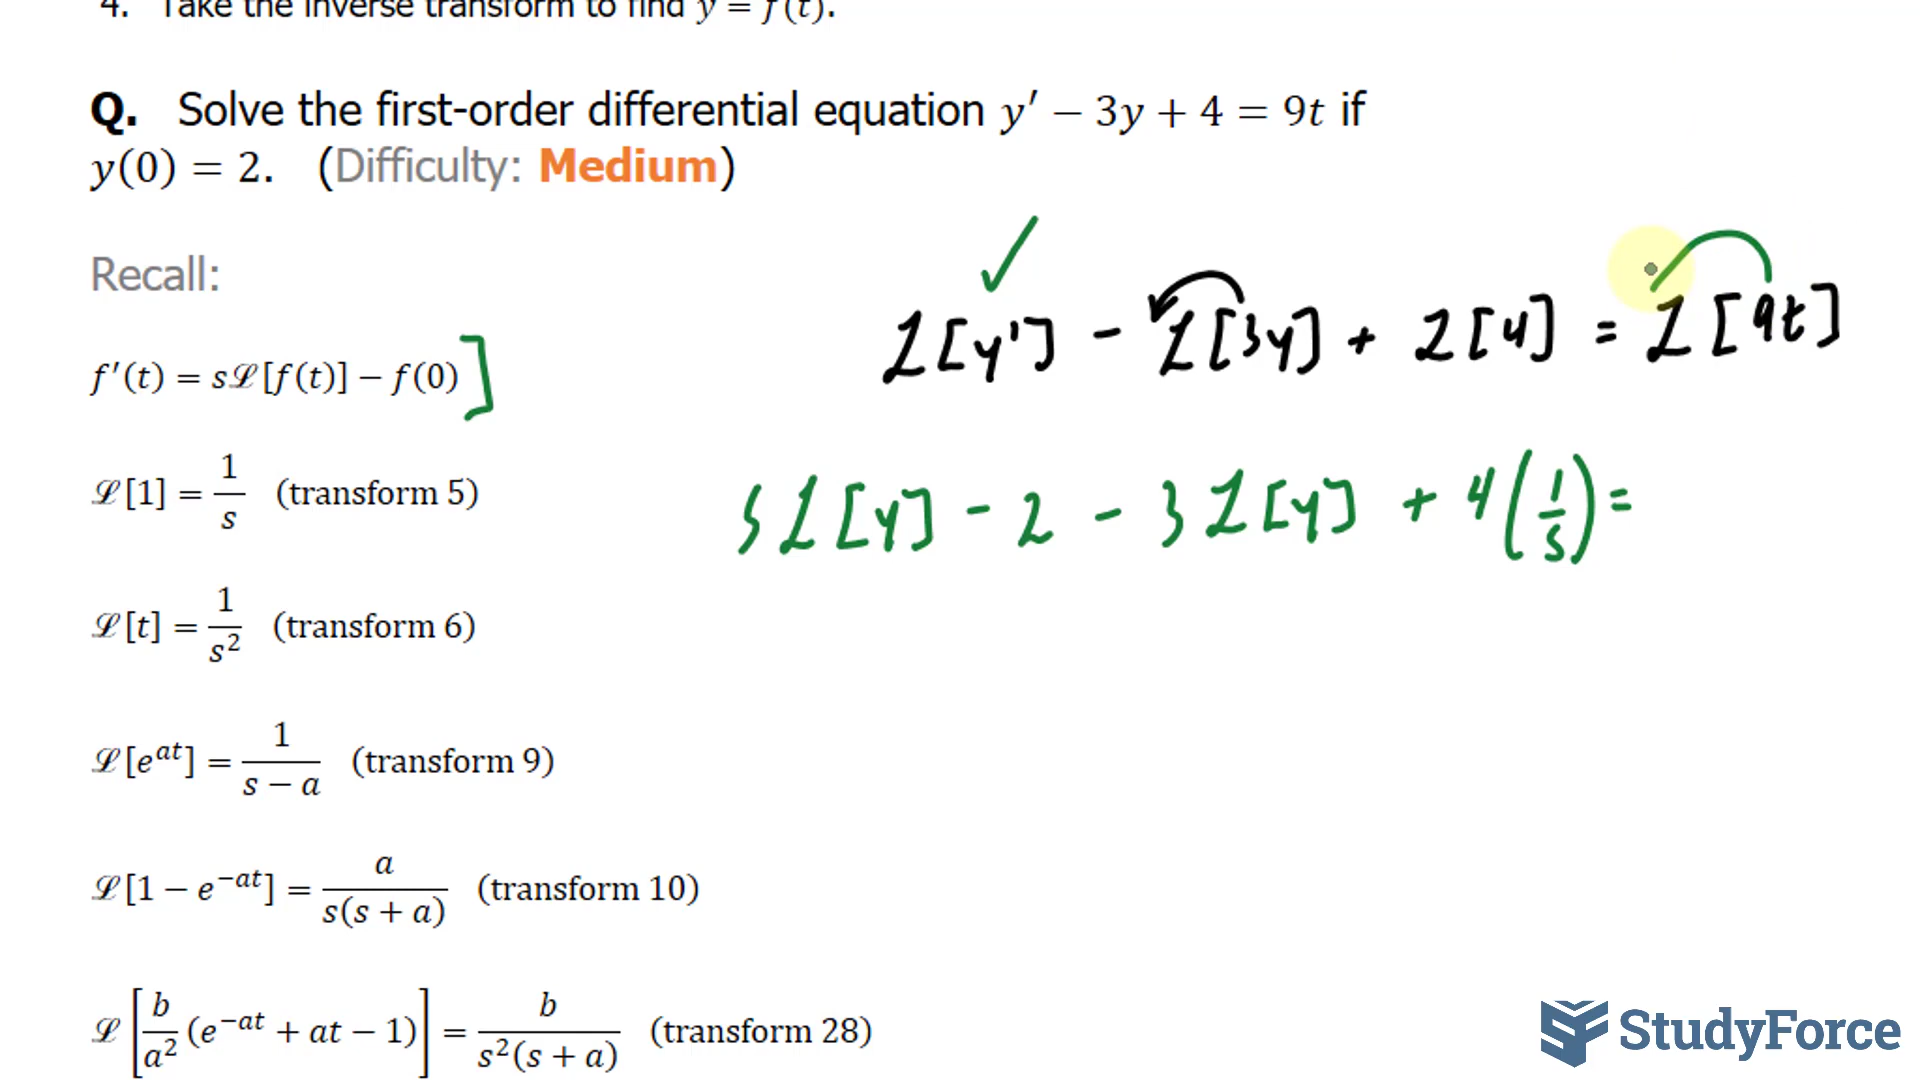 4. Take the inverse transform to find y = f(t).
Q. Solve the first-order differential equation y′ − 3y + 4 = 9t if
y(0) = 2. (Difficulty: Medium)
Recall:
ℒ[y'] - ℒ[3y] + ℒ[4] = ℒ[9t]
f′(t) = sℒ[f(t)] − f(0)
ℒ[1] = 1/s (transform 5)
sℒ[y] - 2 - 3ℒ[y] + 4(1/s) =
ℒ[t] = 1/s² (transform 6)
ℒ[eᵃᵗ] = 1/(s − a) (transform 9)
ℒ[1 − e⁻ᵃᵗ] = a/(s(s + a)) (transform 10)
ℒ[b/a² (e⁻ᵃᵗ + at − 1)] = b/(s²(s + a)) (transform 28)
StudyForce